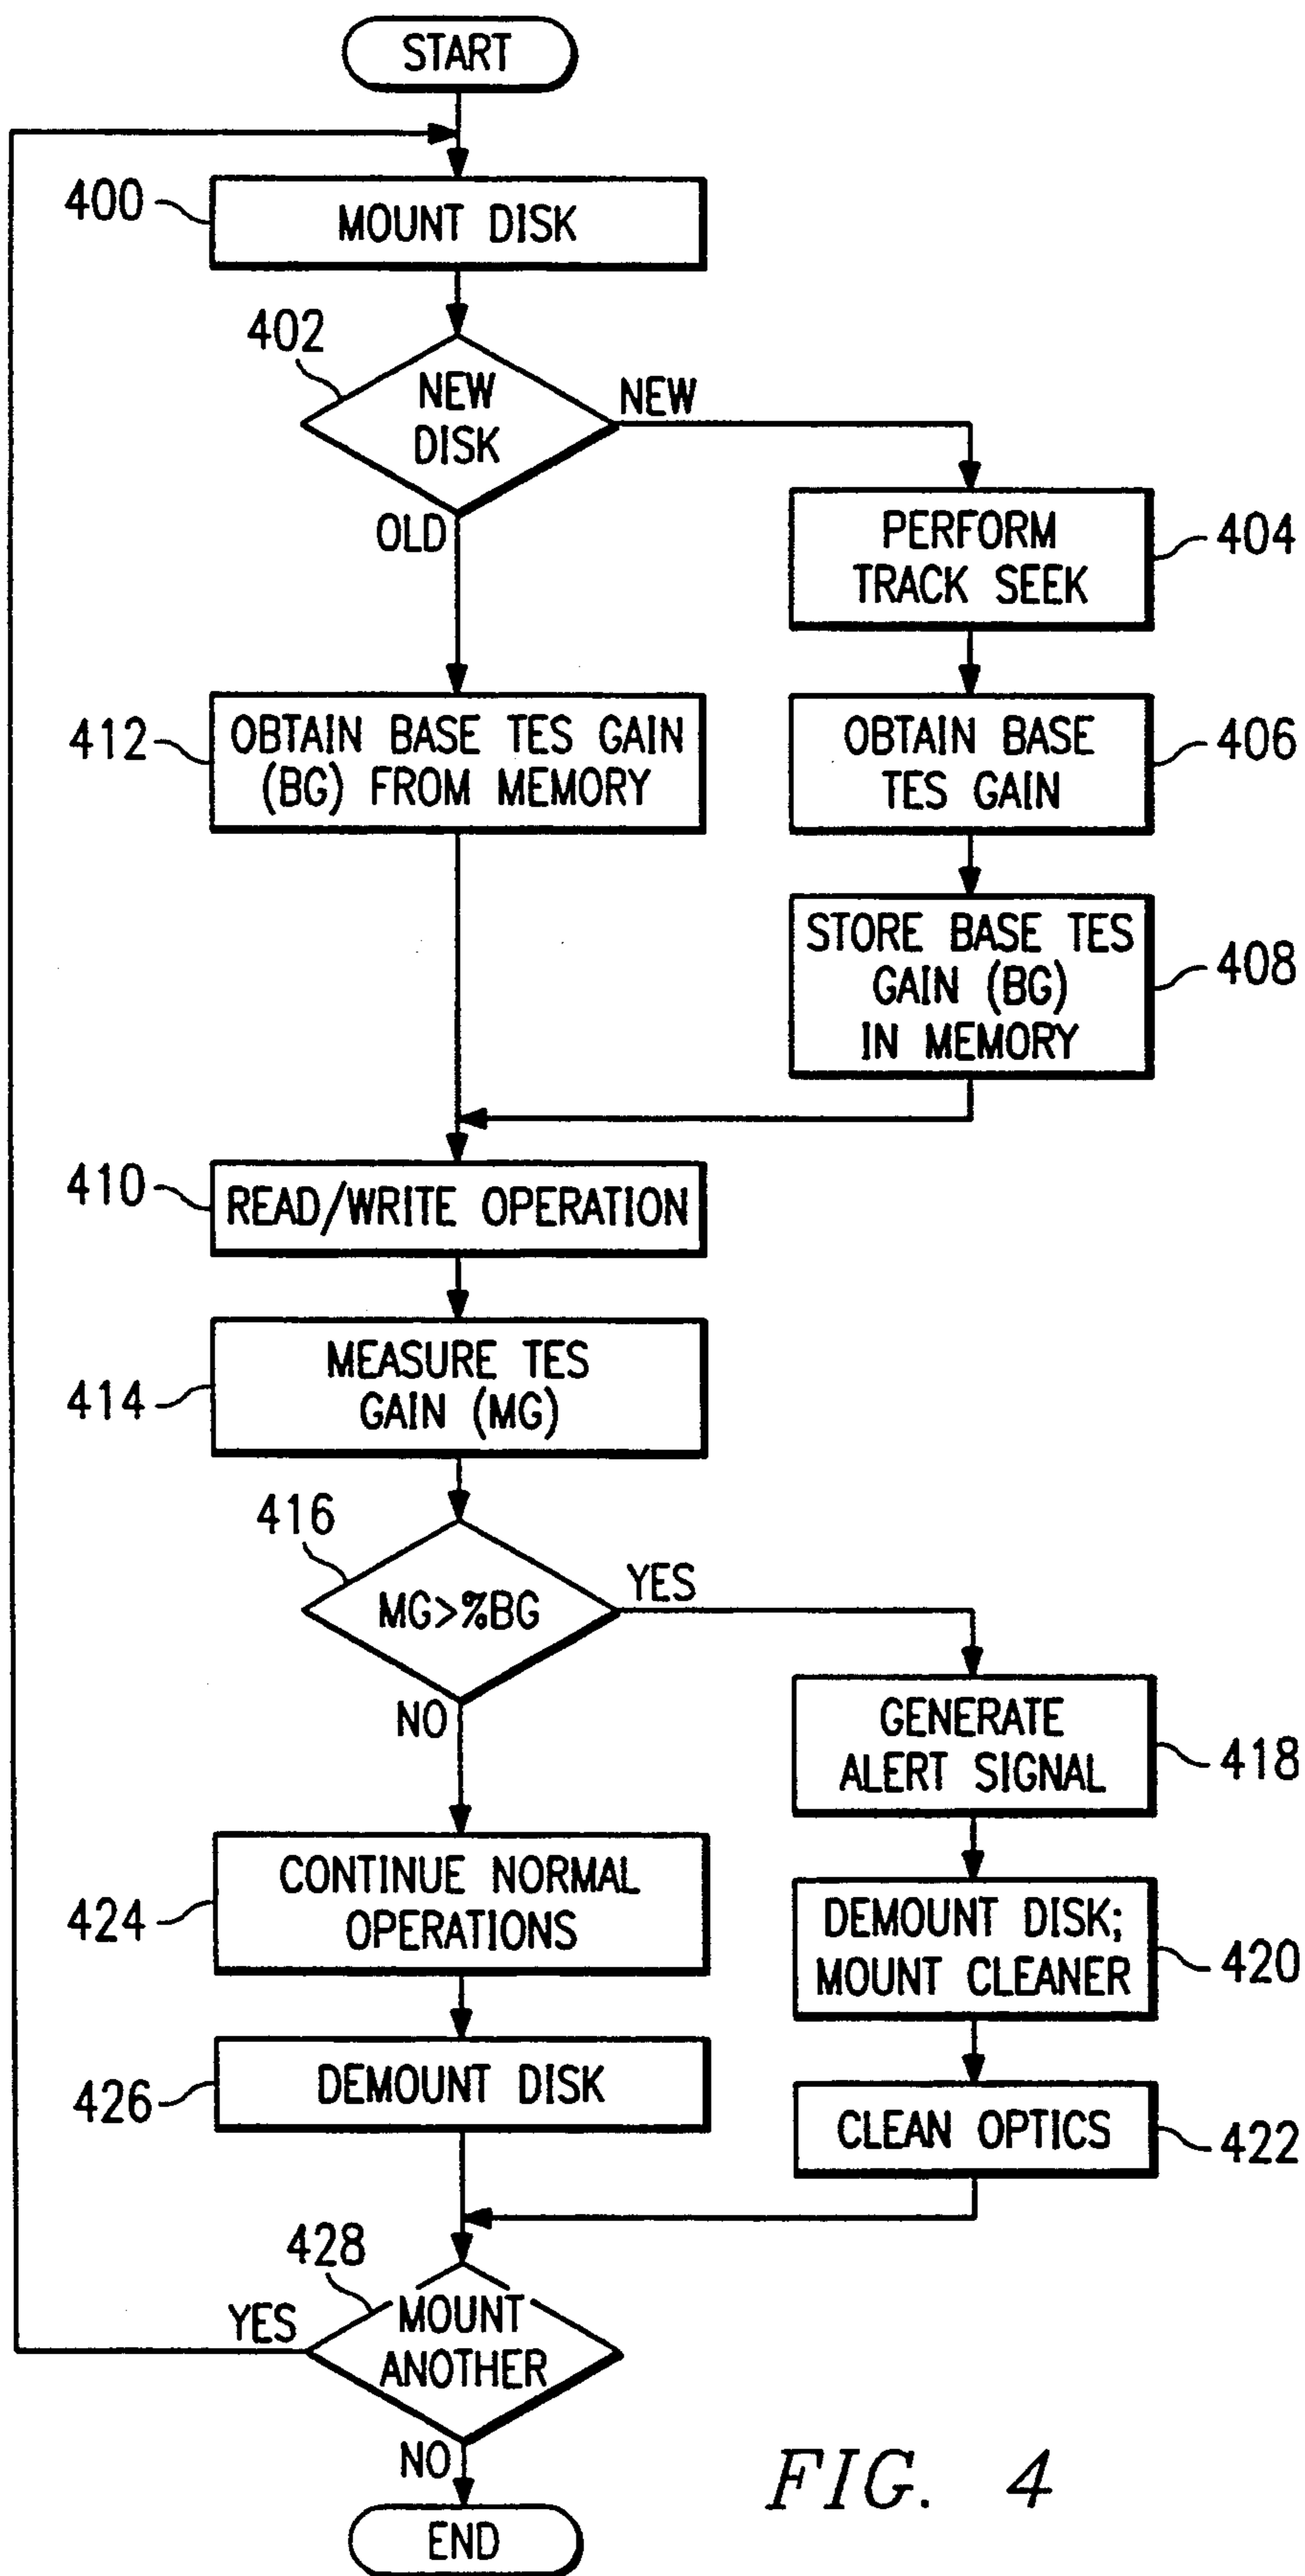 START
400
MOUNT DISK
402
NEW
DISK
NEW
OLD
PERFORM
TRACK SEEK
404
412
OBTAIN BASE TES GAIN
(BG) FROM MEMORY
OBTAIN BASE
TES GAIN
406
STORE BASE TES
GAIN (BG)
IN MEMORY
408
410
READ/WRITE OPERATION
414
MEASURE TES
GAIN (MG)
416
MG>%BG
YES
NO
GENERATE
ALERT SIGNAL
418
424
CONTINUE NORMAL
OPERATIONS
DEMOUNT DISK;
MOUNT CLEANER
420
426
DEMOUNT DISK
CLEAN OPTICS
422
428
YES
MOUNT
ANOTHER
NO
END
FIG. 4